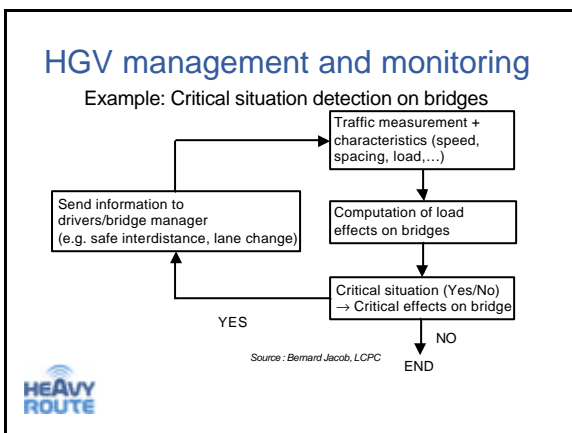 HGV management and monitoring
Example: Critical situation detection on bridges
Traffic measurement +
characteristics (speed,
spacing, load,…)
Send information to
drivers/bridge manager
(e.g. safe interdistance, lane change)
Computation of load
effects on bridges
Critical situation (Yes/No)
→ Critical effects on bridge
YES
NO
Source : Bernard Jacob, LCPC
END
HEAVY
ROUTE